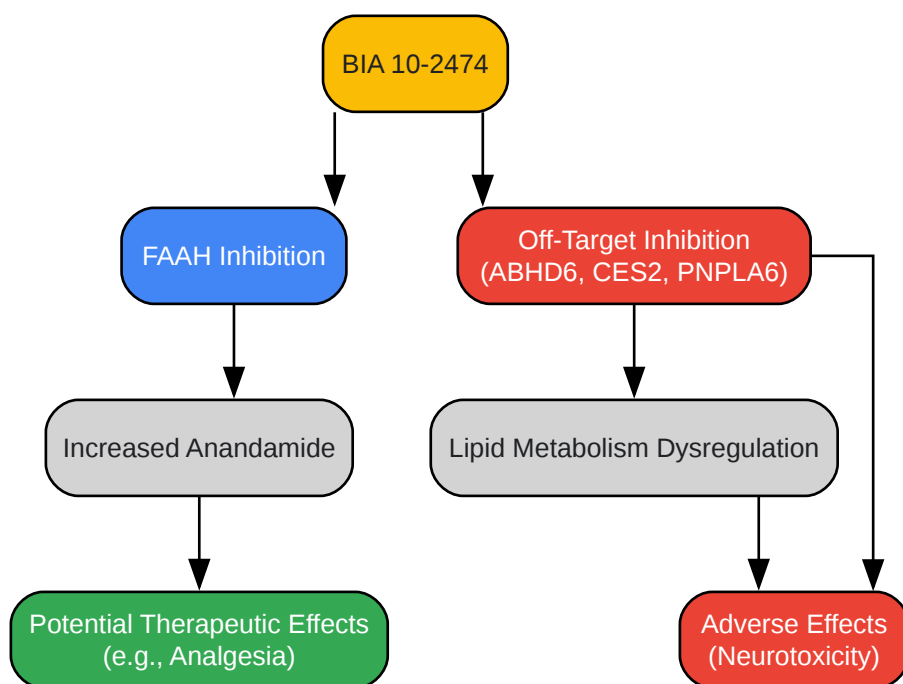 BIA 10-2474
FAAH Inhibition
Off-Target Inhibition
(ABHD6, CES2, PNPLA6)
Increased Anandamide
Lipid Metabolism Dysregulation
Potential Therapeutic Effects
(e.g., Analgesia)
Adverse Effects
(Neurotoxicity)